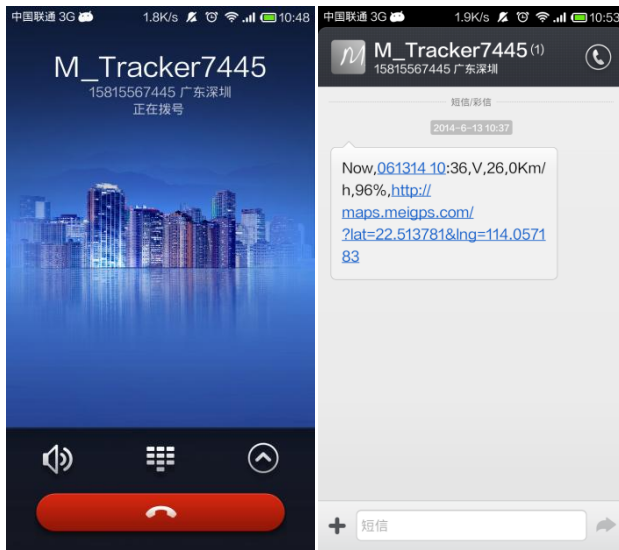 中国联通 3G 1.8K/s 10:48
M_Tracker7445
15815567445 广东深圳
正在拨号
中国联通 3G 1.9K/s 10:53
M_Tracker7445 (1)
15815567445 广东深圳
短信/彩信
2014-6-13 10:37
Now,061314 10:36,V,26,0Km/
h,96%,http://
maps.meigps.com/
?lat=22.513781&lng=114.0571
83
短信